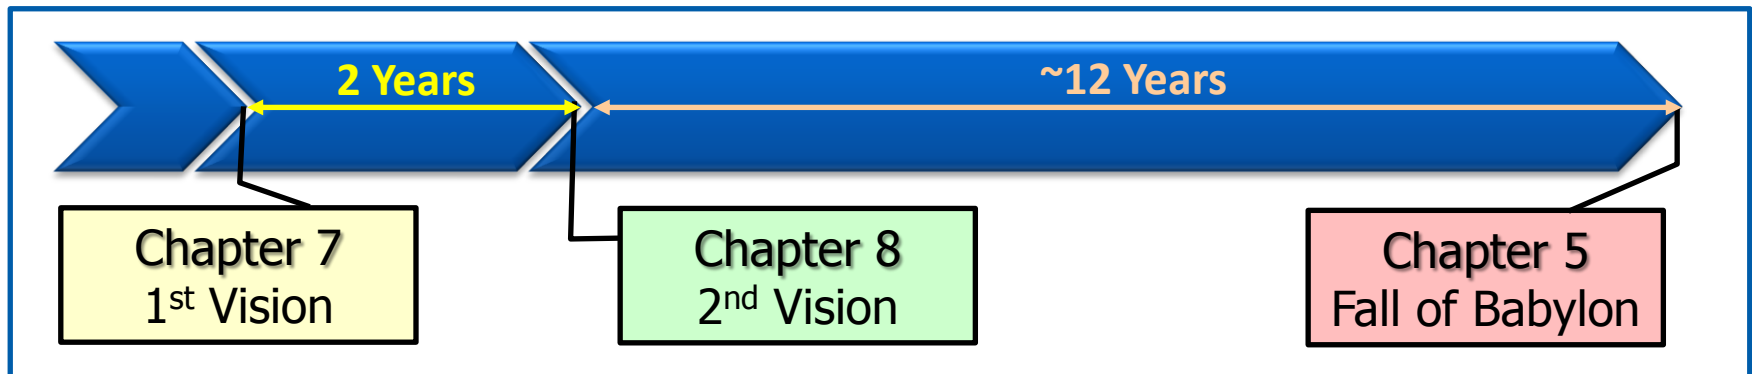 2 Years
~12 Years
Chapter 7
1st Vision
Chapter 8
2nd Vision
Chapter 5
Fall of Babylon